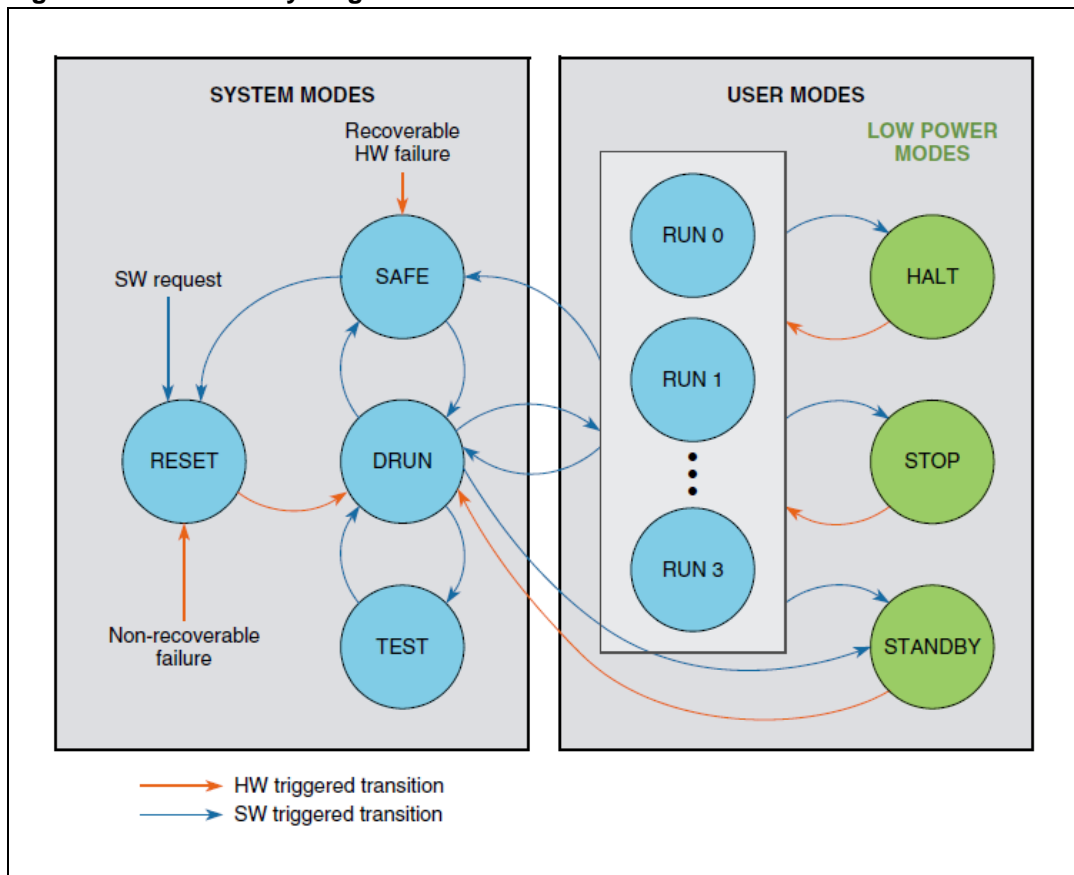 SYSTEM MODES
Recoverable
HW failure
SAFE
SW request
RESET
DRUN
Non-recoverable
failure
TEST
USER MODES
LOW POWER
MODES
RUN 0
RUN 1
RUN 3
HALT
STOP
STANDBY
HW triggered transition
SW triggered transition